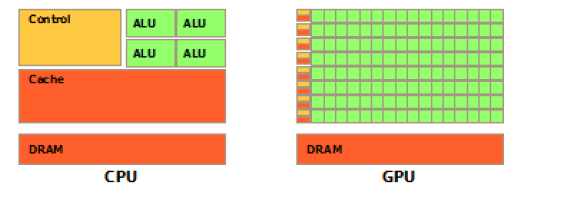 Control
ALU ALU
ALU ALU
Cache
DRAM
CPU
DRAM
GPU